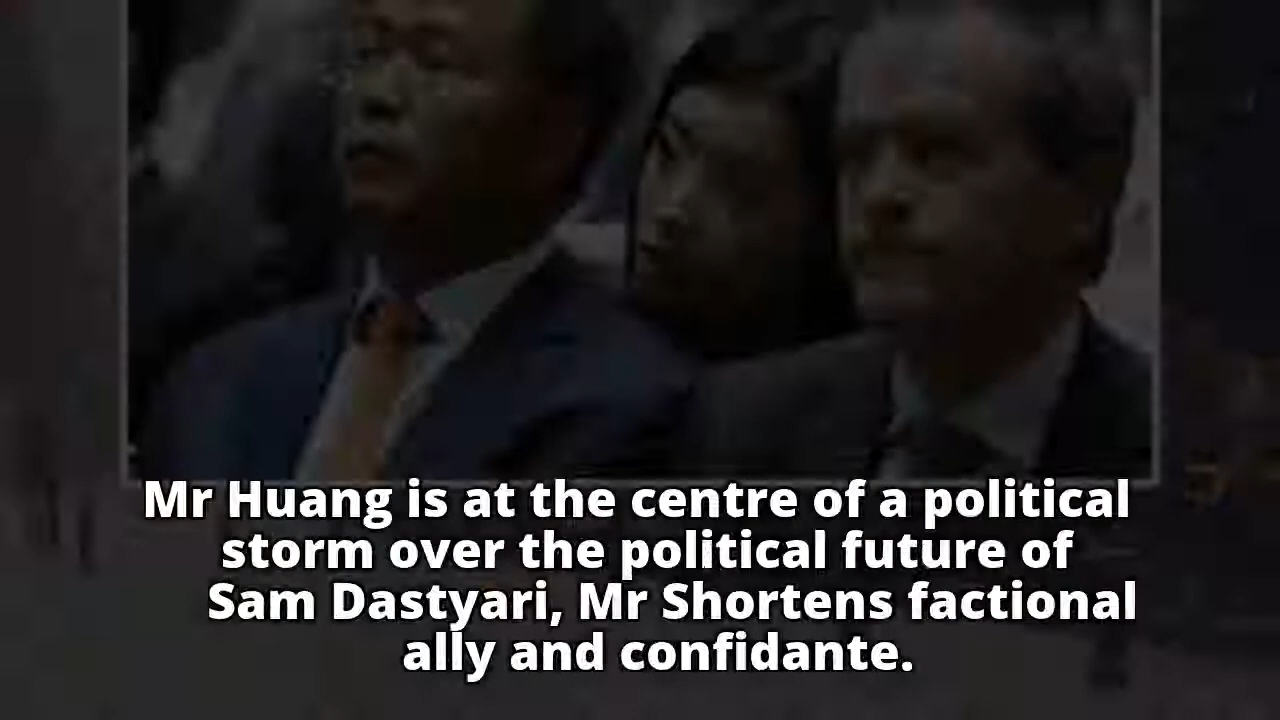 Mr Huang is at the centre of a political
storm over the political future of
Sam Dastyari, Mr Shortens factional
ally and confidante.